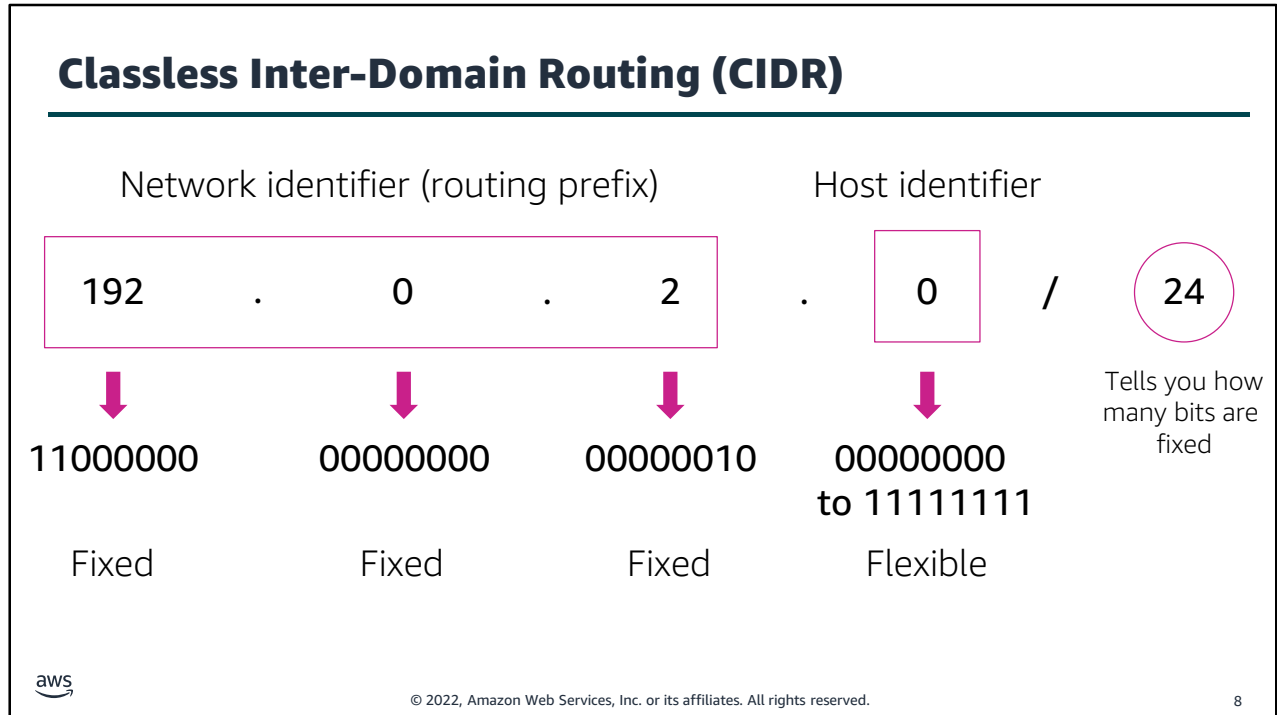 Classless Inter-Domain Routing (CIDR)
Network identifier (routing prefix) Host identifier
192 . 0 . 2 . 0 / 24
Tells you how
many bits are
fixed
11000000 00000000 00000010 00000000
to 11111111
Fixed Fixed Fixed Flexible
aws
© 2022, Amazon Web Services, Inc. or its affiliates. All rights reserved.
8